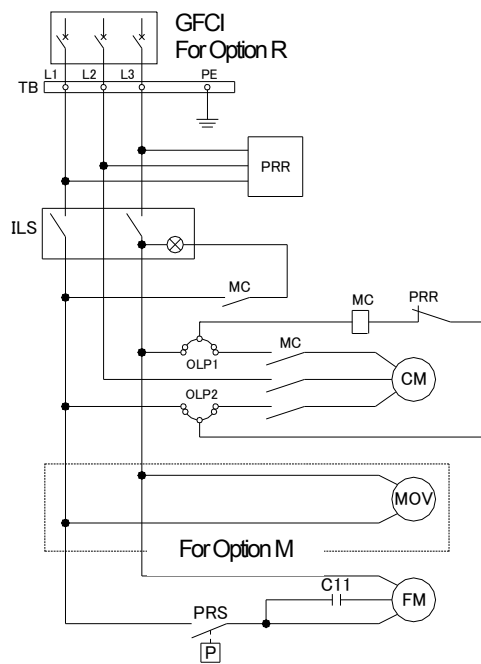 GFCI
For Option R
L1 L2 L3 PE
TB
PRR
ILS
MC
MC PRR
MC
OLP1
CM
OLP2
MOV
For Option M
C11
PRS
FM
P